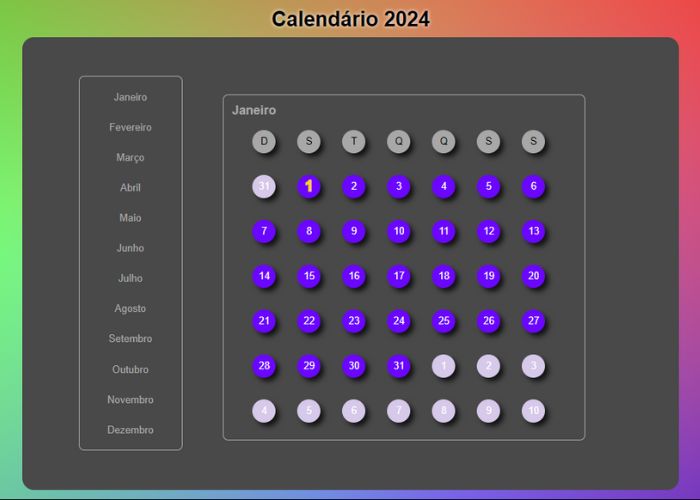 Calendário 2024
Janeiro
Fevereiro
Março
Abril
Maio
Junho
Julho
Agosto
Setembro
Outubro
Novembro
Dezembro
Janeiro
D S T Q Q S S
31 1 2 3 4 5 6
7 8 9 10 11 12 13
14 15 16 17 18 19 20
21 22 23 24 25 26 27
28 29 30 31 1 2 3
4 5 6 7 8 9 10